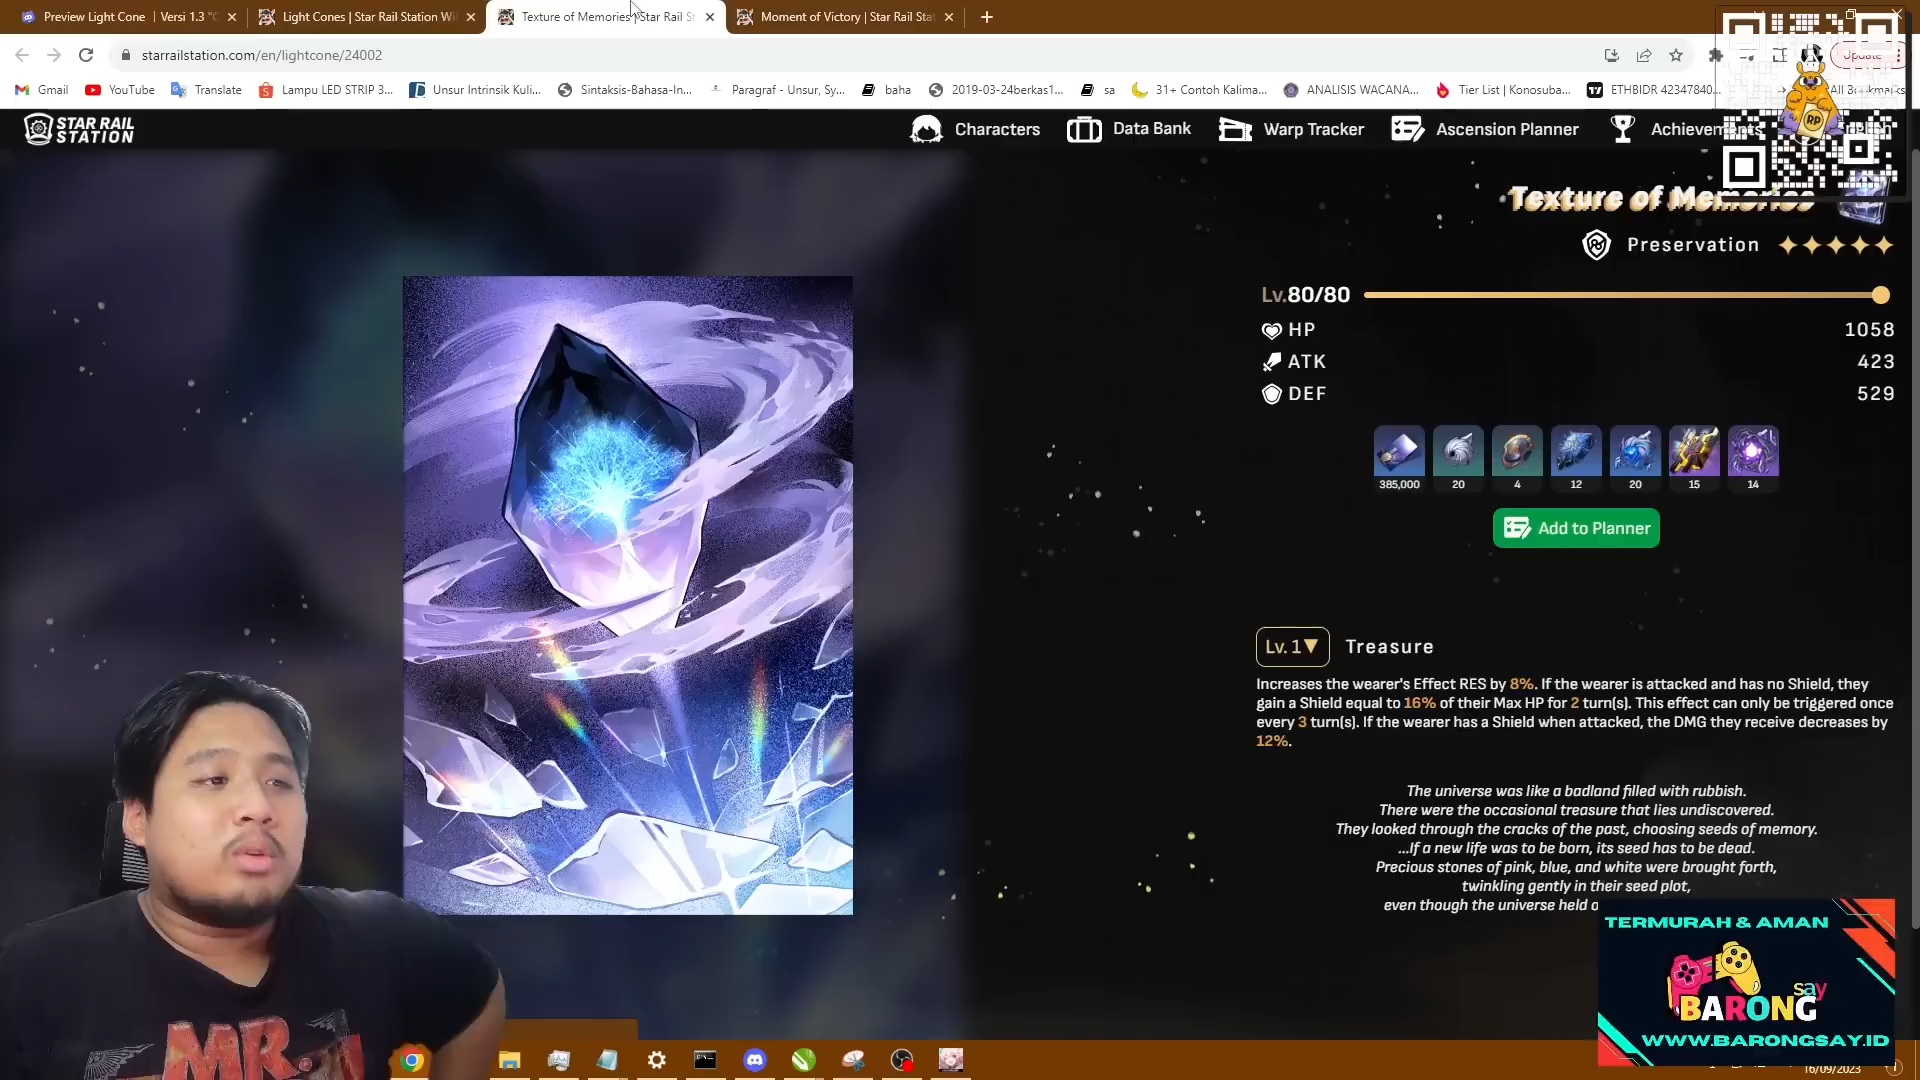 Preview Light Cone | Versi 1.3 "C
Light Cones | Star Rail Station Wi
Texture of Memories | Star Rail St
Moment of Victory | Star Rail Stat
starrailstation.com/en/lightcone/24002
Update
Gmail
YouTube
Translate
Lampu LED STRIP 3...
Unsur Intrinsik Kuli...
Sintaksis-Bahasa-In...
Paragraf - Unsur, Sy...
baha
2019-03-24berkas1...
sa
31+ Contoh Kalima...
ANALISIS WACANA...
Tier List | Konosuba...
ETHBIDR 42347840...
All Bookmarks
STAR RAIL
STATION
Characters
Data Bank
Warp Tracker
Ascension Planner
Achievements
RP
Texture of Memories
Preservation
Lv.80/80
HP 1058
ATK 423
DEF 529
385,000 20 4 12 20 15 14
Add to Planner
Lv. 1▼ Treasure
Increases the wearer's Effect RES by 8%. If the wearer is attacked and has no Shield, they
gain a Shield equal to 16% of their Max HP for 2 turn(s). This effect can only be triggered once
every 3 turn(s). If the wearer has a Shield when attacked, the DMG they receive decreases by
12%.
The universe was like a badland filled with rubbish.
There were the occasional treasure that lies undiscovered.
They looked through the cracks of the past, choosing seeds of memory.
...If a new life was to be born, its seed has to be dead.
Precious stones of pink, blue, and white were brought forth,
twinkling gently in their seed plot,
even though the universe held o
TERMURAH & AMAN
say
BARONG
WWW.BARONGSAY.ID
MR.
16/09/2023